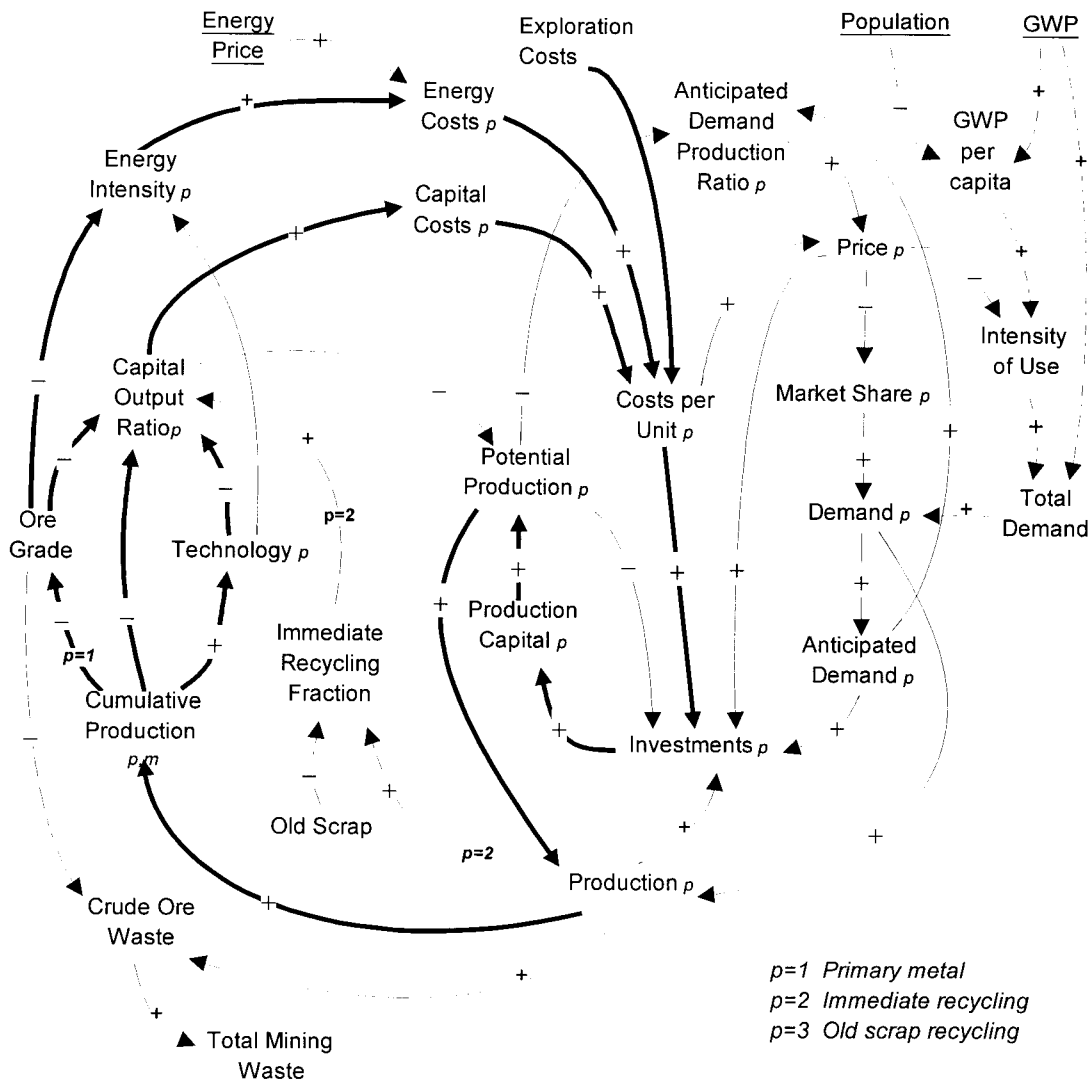 Energy
Price
+
Exploration
Costs
Population
GWP
+
Energy
Costs p
Anticipated
Demand
Production
Ratio p
–
+
GWP
per
capita
+
+
Energy
Intensity p
Capital
Costs p
+
+
+
Price p
+
–
+
+
–
Intensity
of Use
–
Capital
Output
Ratio p
–
–
Costs per
Unit p
Market Share p
+
+
+
–
–
Potential
Production p
+
Ore
Grade
p=2
Technology p
Demand p
+
Total
Demand
+
–
+
+
+
+
–
–
+
p=1
Immediate
Recycling
Fraction
Production
Capital p
Anticipated
Demand p
Cumulative
Production
p,m
–
+
Investments p
+
–
+
Old Scrap
+
+
p=2
Production p
Crude Ore
Waste
+
–
+
+
Total Mining
Waste
p=1 Primary metal
p=2 Immediate recycling
p=3 Old scrap recycling